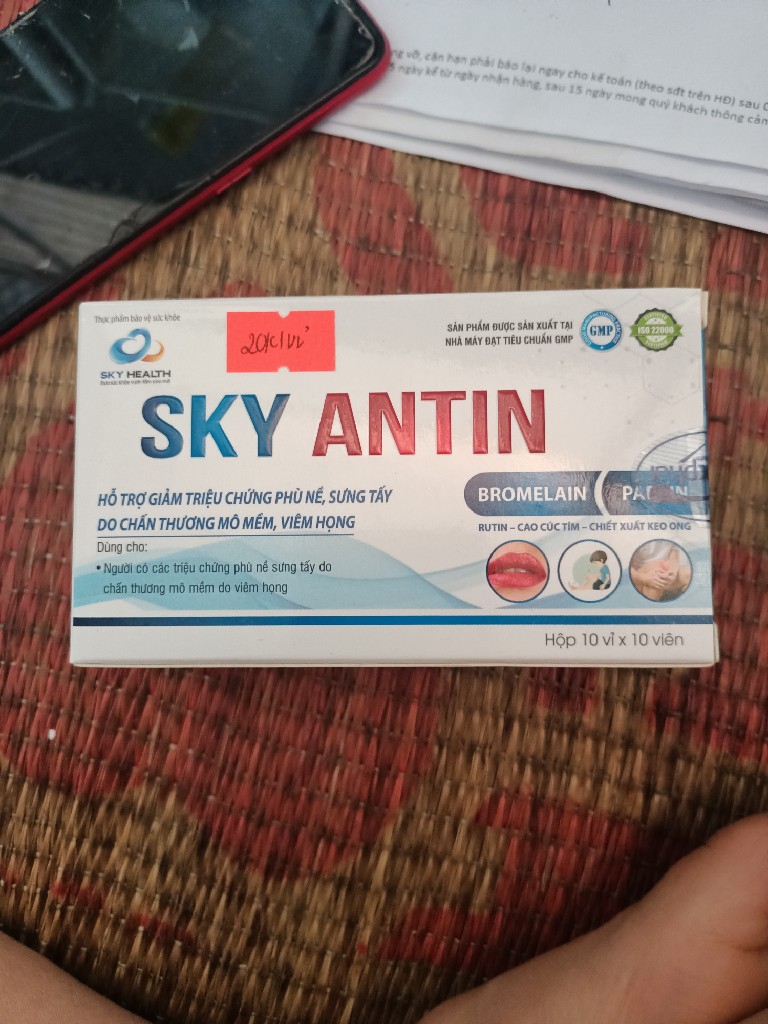 vỡ, cận hạn phải báo lại ngay cho kế toán (theo sđt trên HĐ) sau
ngày kể từ ngày nhận hàng, sau 15 ngày mong quý khách thông cảm
Thực phẩm bảo vệ sức khỏe
SKY HEALTH
20k/vỉ
SẢN PHẨM ĐƯỢC SẢN XUẤT TẠI
NHÀ MÁY ĐẠT TIÊU CHUẨN GMP
GMP
ISO 22000
SKY ANTIN
HỖ TRỢ GIẢM TRIỆU CHỨNG PHÙ NỀ, SƯNG TẤY
DO CHẤN THƯƠNG MÔ MỀM, VIÊM HỌNG
Dùng cho:
• Người có các triệu chứng phù nề sưng tấy do
chấn thương mô mềm do viêm họng
BROMELAIN
RUTIN – CAO CÚC TÍM – CHIẾT XUẤT KEO ONG
Hộp 10 vỉ x 10 viên